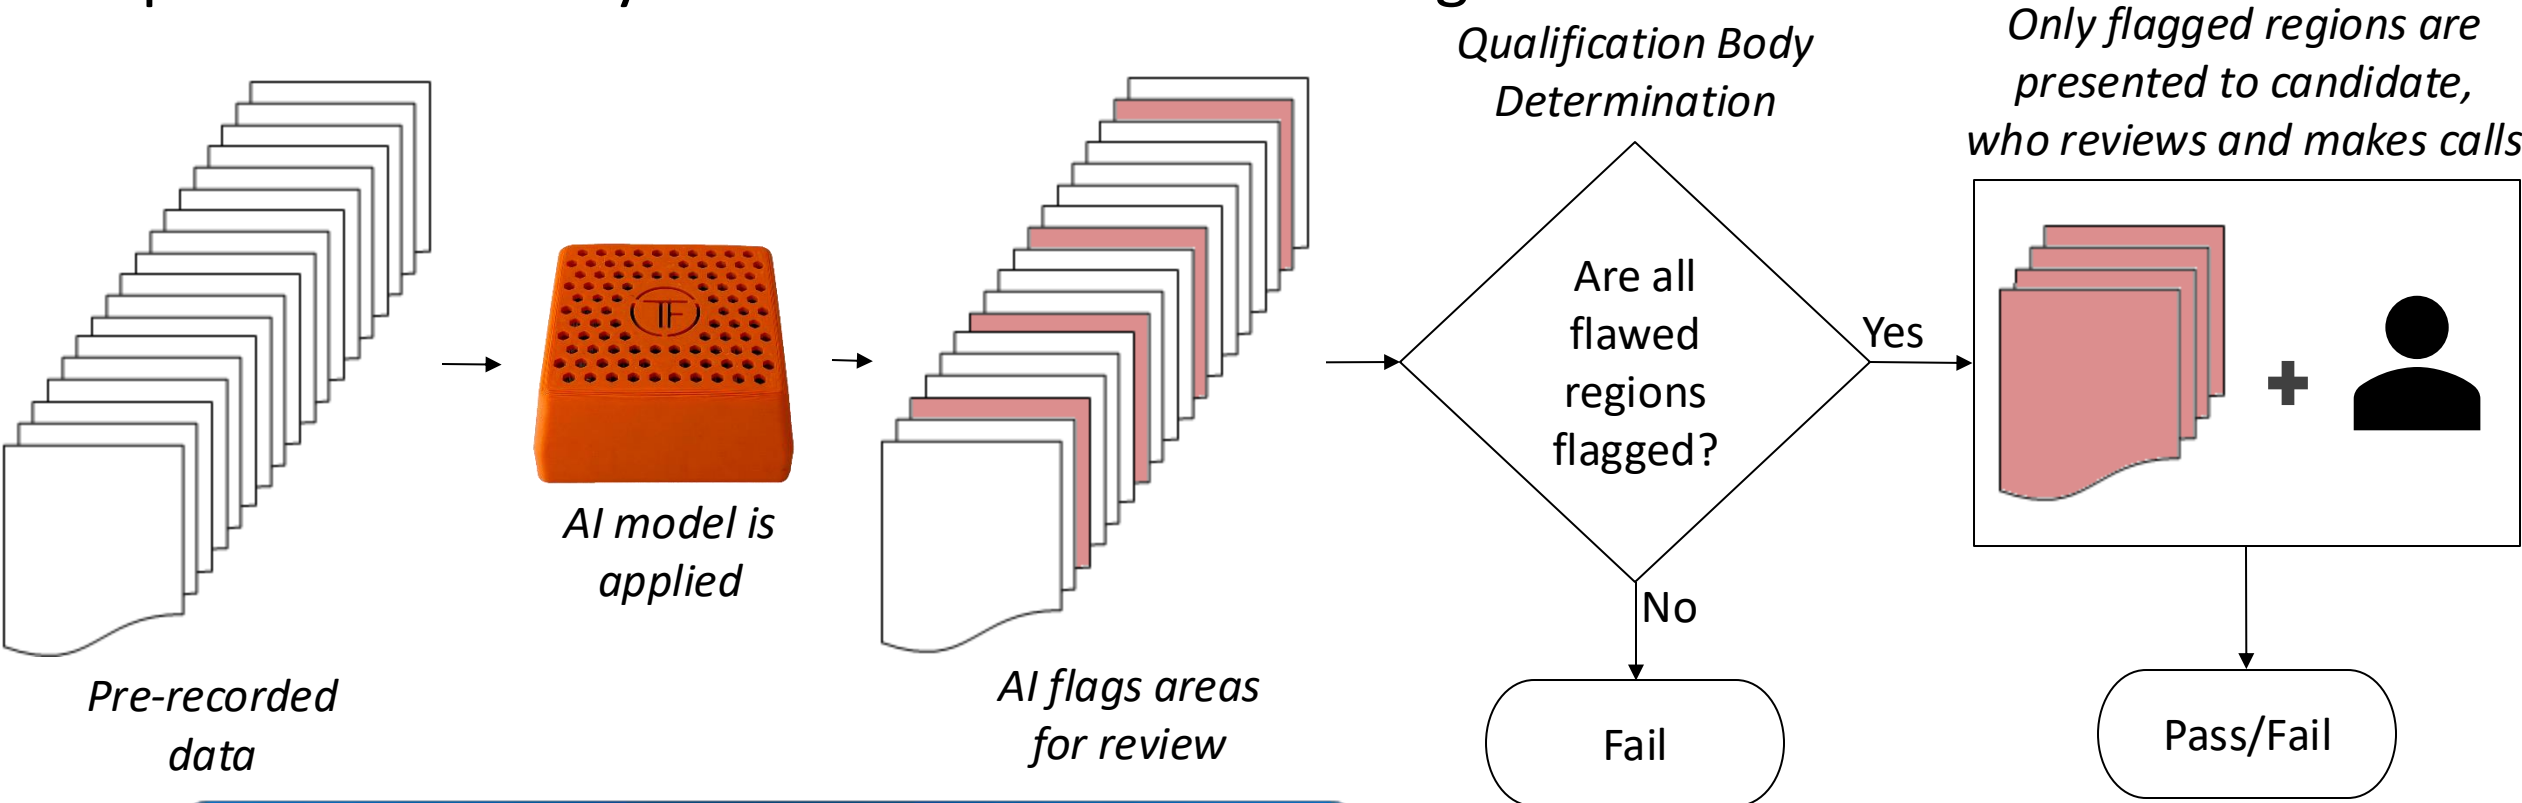 Qualification Body
Determination
Only flagged regions are
presented to candidate,
who reviews and makes calls
TF
Are all
flawed
regions
flagged?
Yes
No
AI model is
applied
Pre-recorded
data
AI flags areas
for review
Fail
Pass/Fail